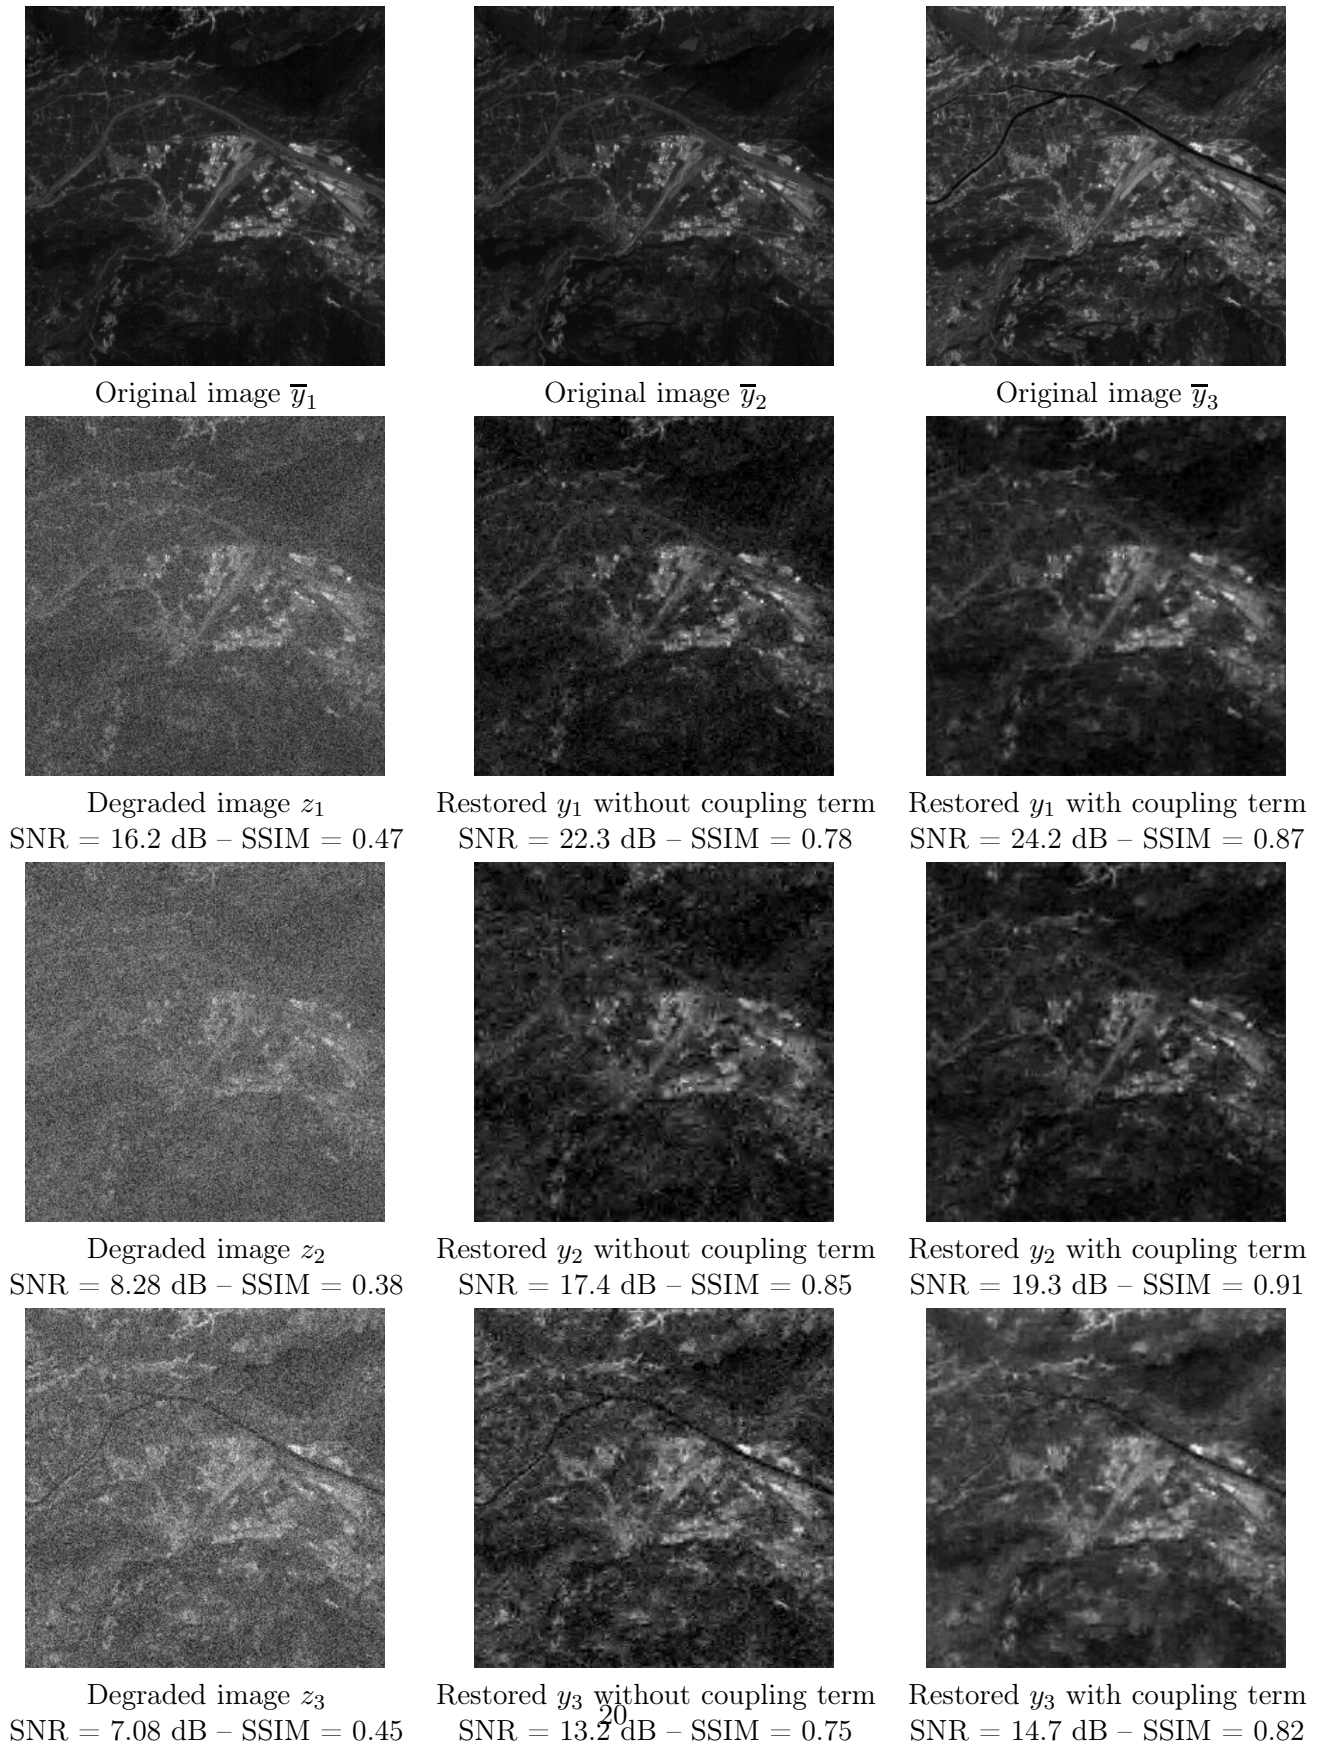 Original image y̅₁
Original image y̅₂
Original image y̅₃
Degraded image z₁
SNR = 16.2 dB – SSIM = 0.47
Restored y₁ without coupling term
SNR = 22.3 dB – SSIM = 0.78
Restored y₁ with coupling term
SNR = 24.2 dB – SSIM = 0.87
Degraded image z₂
SNR = 8.28 dB – SSIM = 0.38
Restored y₂ without coupling term
SNR = 17.4 dB – SSIM = 0.85
Restored y₂ with coupling term
SNR = 19.3 dB – SSIM = 0.91
Degraded image z₃
SNR = 7.08 dB – SSIM = 0.45
Restored y₃ without coupling term
SNR = 13.2 dB – SSIM = 0.75
Restored y₃ with coupling term
SNR = 14.7 dB – SSIM = 0.82
20